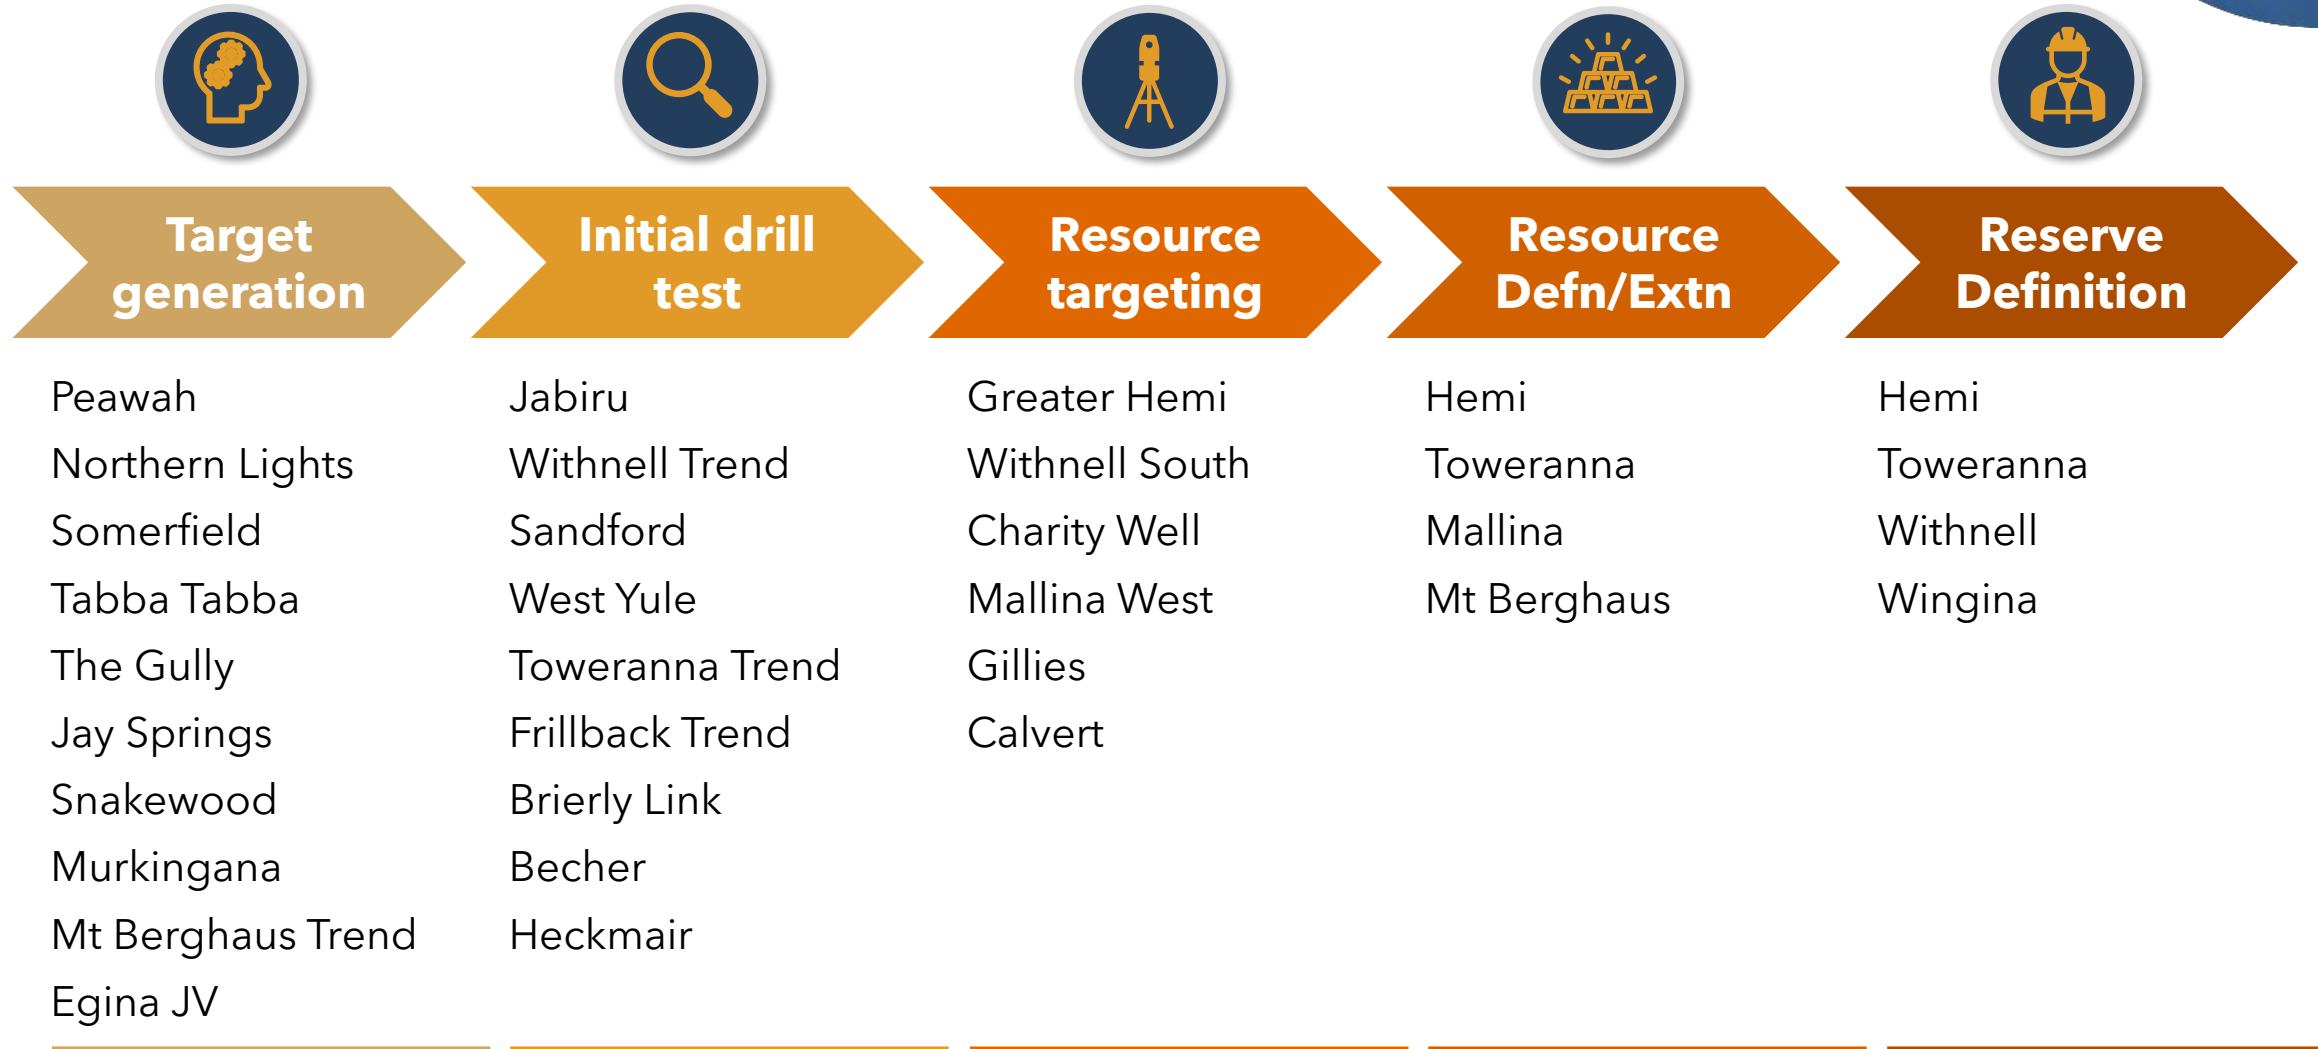 Target
generation
Initial drill
test
Resource
targeting
Resource
Defn/Extn
Reserve
Definition
Peawah
Northern Lights
Somerfield
Tabba Tabba
The Gully
Jay Springs
Snakewood
Murkingana
Mt Berghaus Trend
Egina JV
Jabiru
Withnell Trend
Sandford
West Yule
Toweranna Trend
Frillback Trend
Brierly Link
Becher
Heckmair
Greater Hemi
Withnell South
Charity Well
Mallina West
Gillies
Calvert
Hemi
Toweranna
Mallina
Mt Berghaus
Hemi
Toweranna
Withnell
Wingina